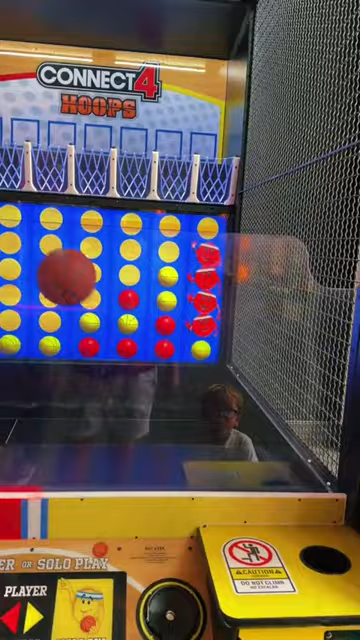 CONNECT 4
HOOPS
ER OR SOLO PLAY
PLAYER
CAUTION
DO NOT CLIMB